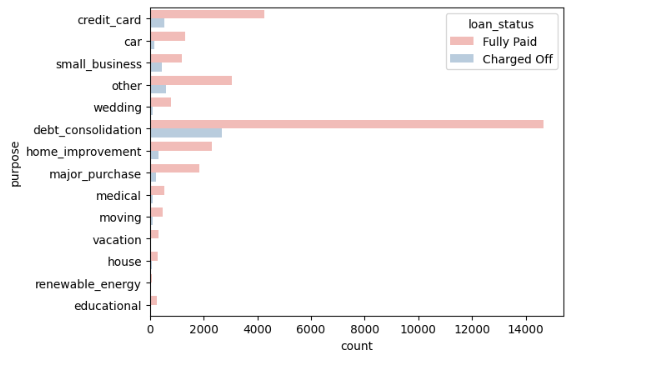 credit_card
car
small_business
other
wedding
debt_consolidation
home_improvement
major_purchase
medical
moving
vacation
house
renewable_energy
educational
purpose
loan_status
Fully Paid
Charged Off
0 2000 4000 6000 8000 10000 12000 14000
count